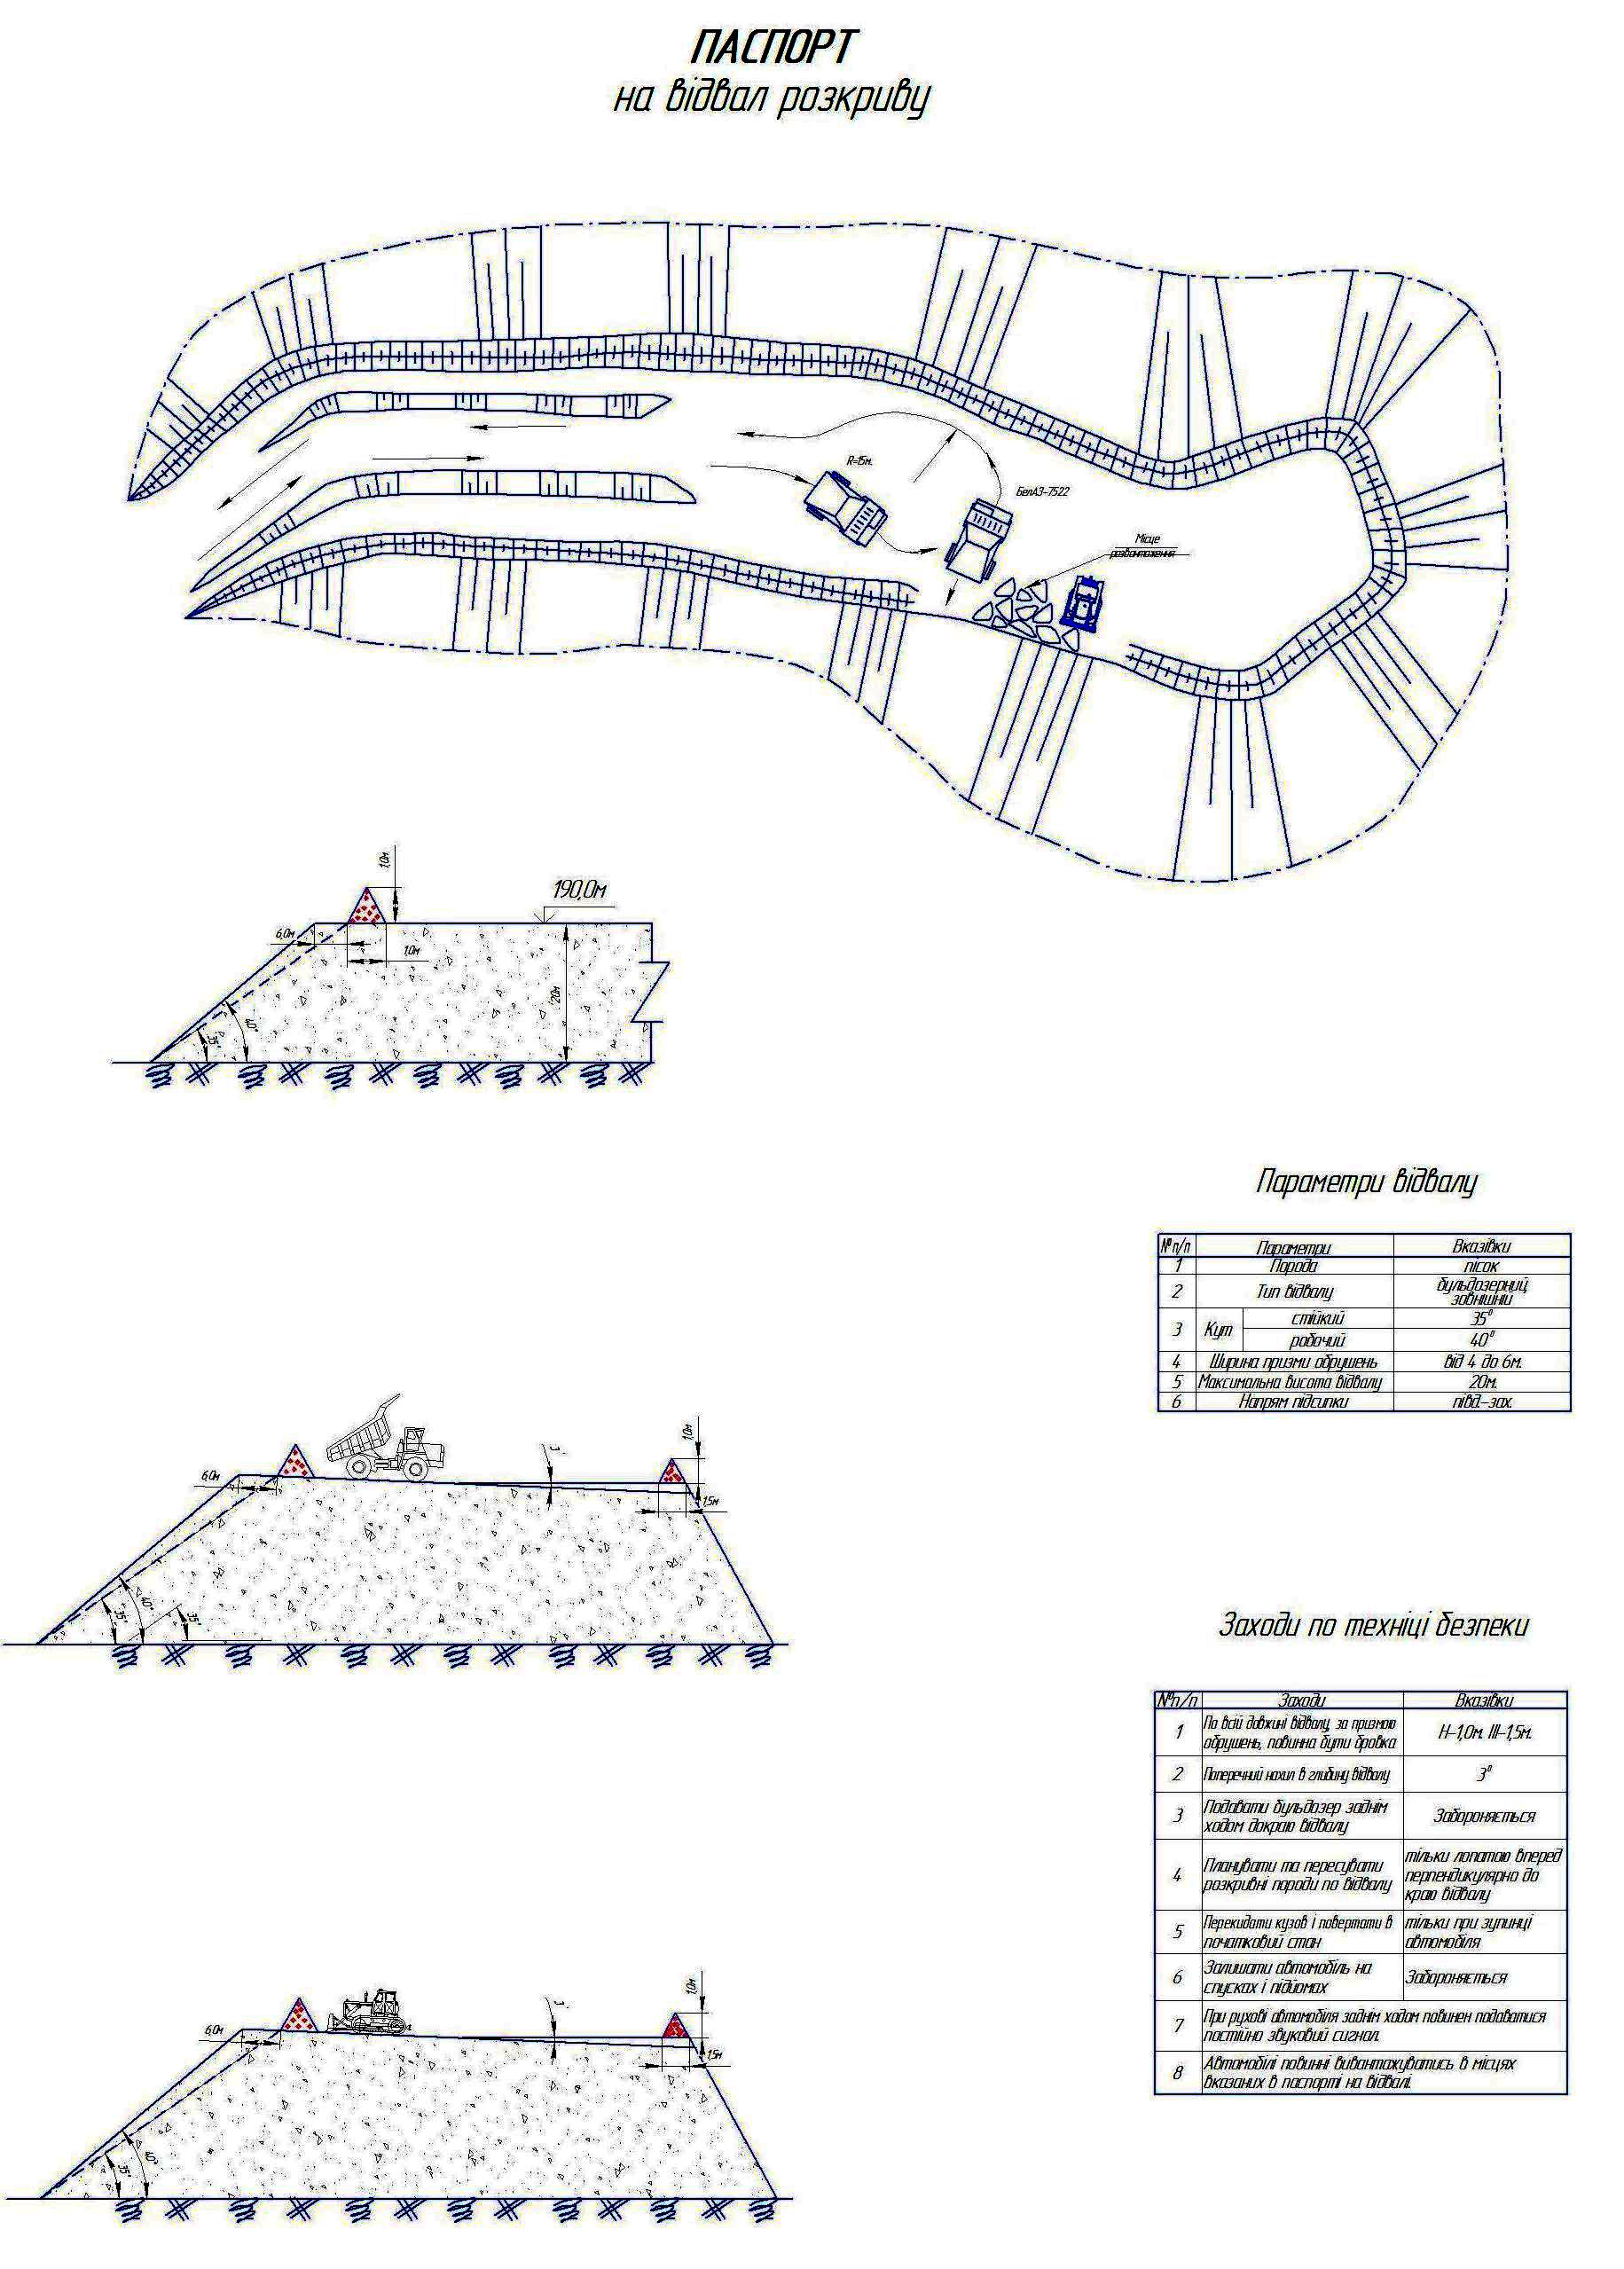 ПАСПОРТ
на відвал розкриву
R=15м.
БелАЗ-7522
Місце
розвантаження
1,0м
190,0м
6,0м
1,0м
20м
40°
35°
6,0м
3°
1,0м
1,5м
35°
40°
35°
6,0м
3°
1,0м
1,5м
35°
40°
Параметри відвалу
№ п/п Параметри Вказівки
1 Порода пісок
2 Тип відвалу бульдозерний,
зовнішній
3 Кут стійкий 35⁰
робочий 40⁰
4 Ширина призми обрушень від 4 до 6м.
5 Максимальна висота відвалу 20м.
6 Напрям підсипки півд.-зах.
Заходи по техніці безпеки
№п/п Заходи Вказівки
1 По всій довжині відвалу, за призмою
обрушень, повинна бути бровка Н-1,0м. Ш-1,5м.
2 Поперечний нахил в глибину відвалу 3⁰
3 Подавати бульдозер заднім
ходом докраю відвалу Забороняється
4 Планувати та пересувати
розкривні породи по відвалу тільки лопатою вперед
перпендикулярно до
краю відвалу
5 Перекидати кузов і повертати в
початковий стан тільки при зупинці
автомобіля
6 Залишати автомобіль на
спусках і підйомах Забороняється
7 При рухові автомобіля заднім ходом повинен подаватися
постійно звуковий сигнал.
8 Автомобілі повинні вивантажуватись в місцях
вказаних в паспорті на відвалі.